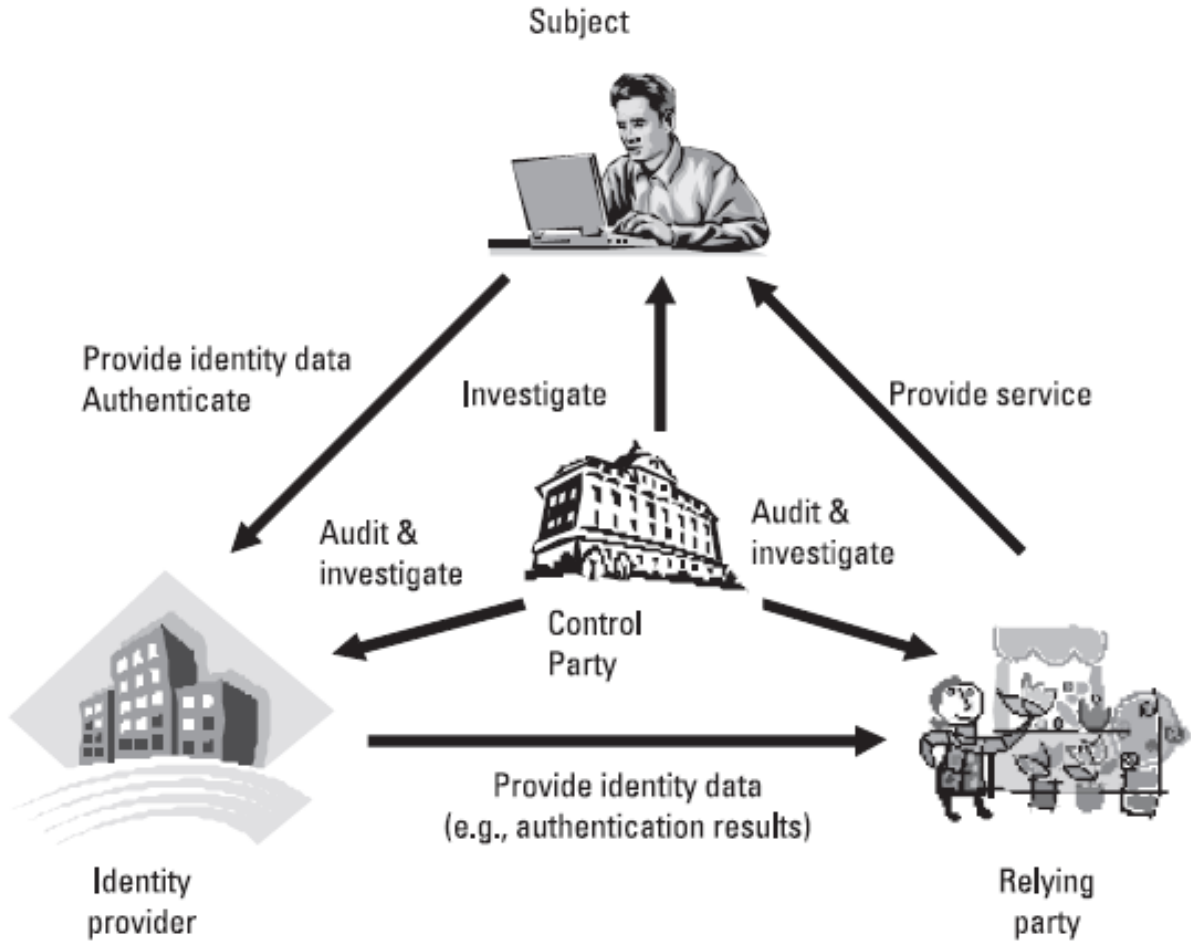 Subject
Provide identity data
Authenticate
Investigate
Provide service
Audit &
investigate
Audit &
investigate
Control
Party
Provide identity data
(e.g., authentication results)
Identity
provider
Relying
party